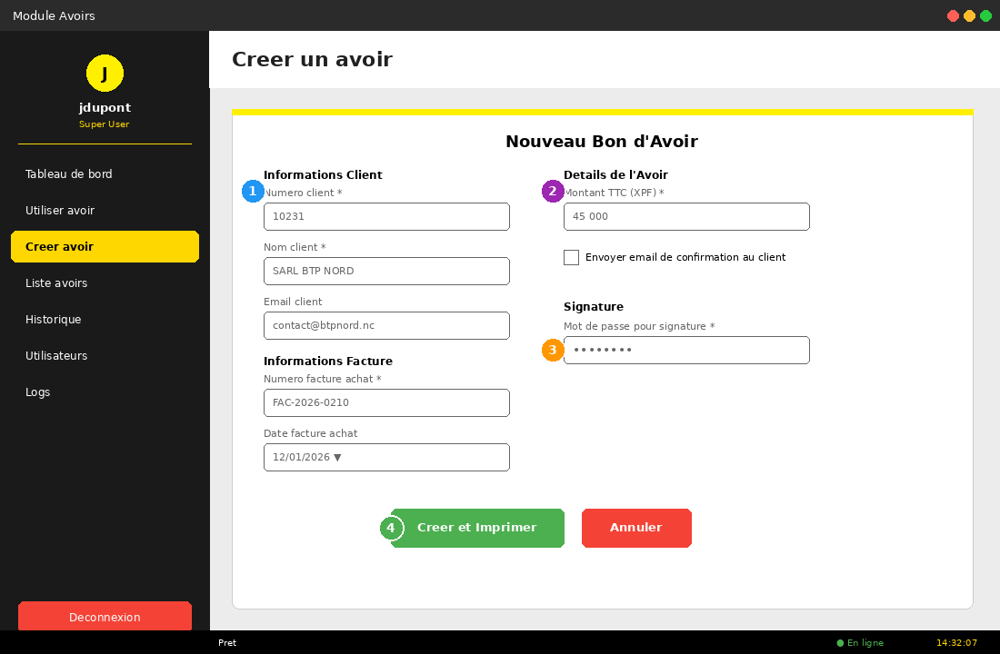 Module Avoirs
J
jdupont
Super User
Tableau de bord
Utiliser avoir
Creer avoir
Liste avoirs
Historique
Utilisateurs
Logs
Deconnexion
Creer un avoir
Nouveau Bon d'Avoir
Informations Client
1
Numero client *
10231
Nom client *
SARL BTP NORD
Email client
contact@btpnord.nc
Informations Facture
Numero facture achat *
FAC-2026-0210
Date facture achat
12/01/2026 ▼
Details de l'Avoir
2
Montant TTC (XPF) *
45 000
Envoyer email de confirmation au client
Signature
Mot de passe pour signature *
3
••••••••
4
Creer et Imprimer
Annuler
Pret
● En ligne
14:32:07